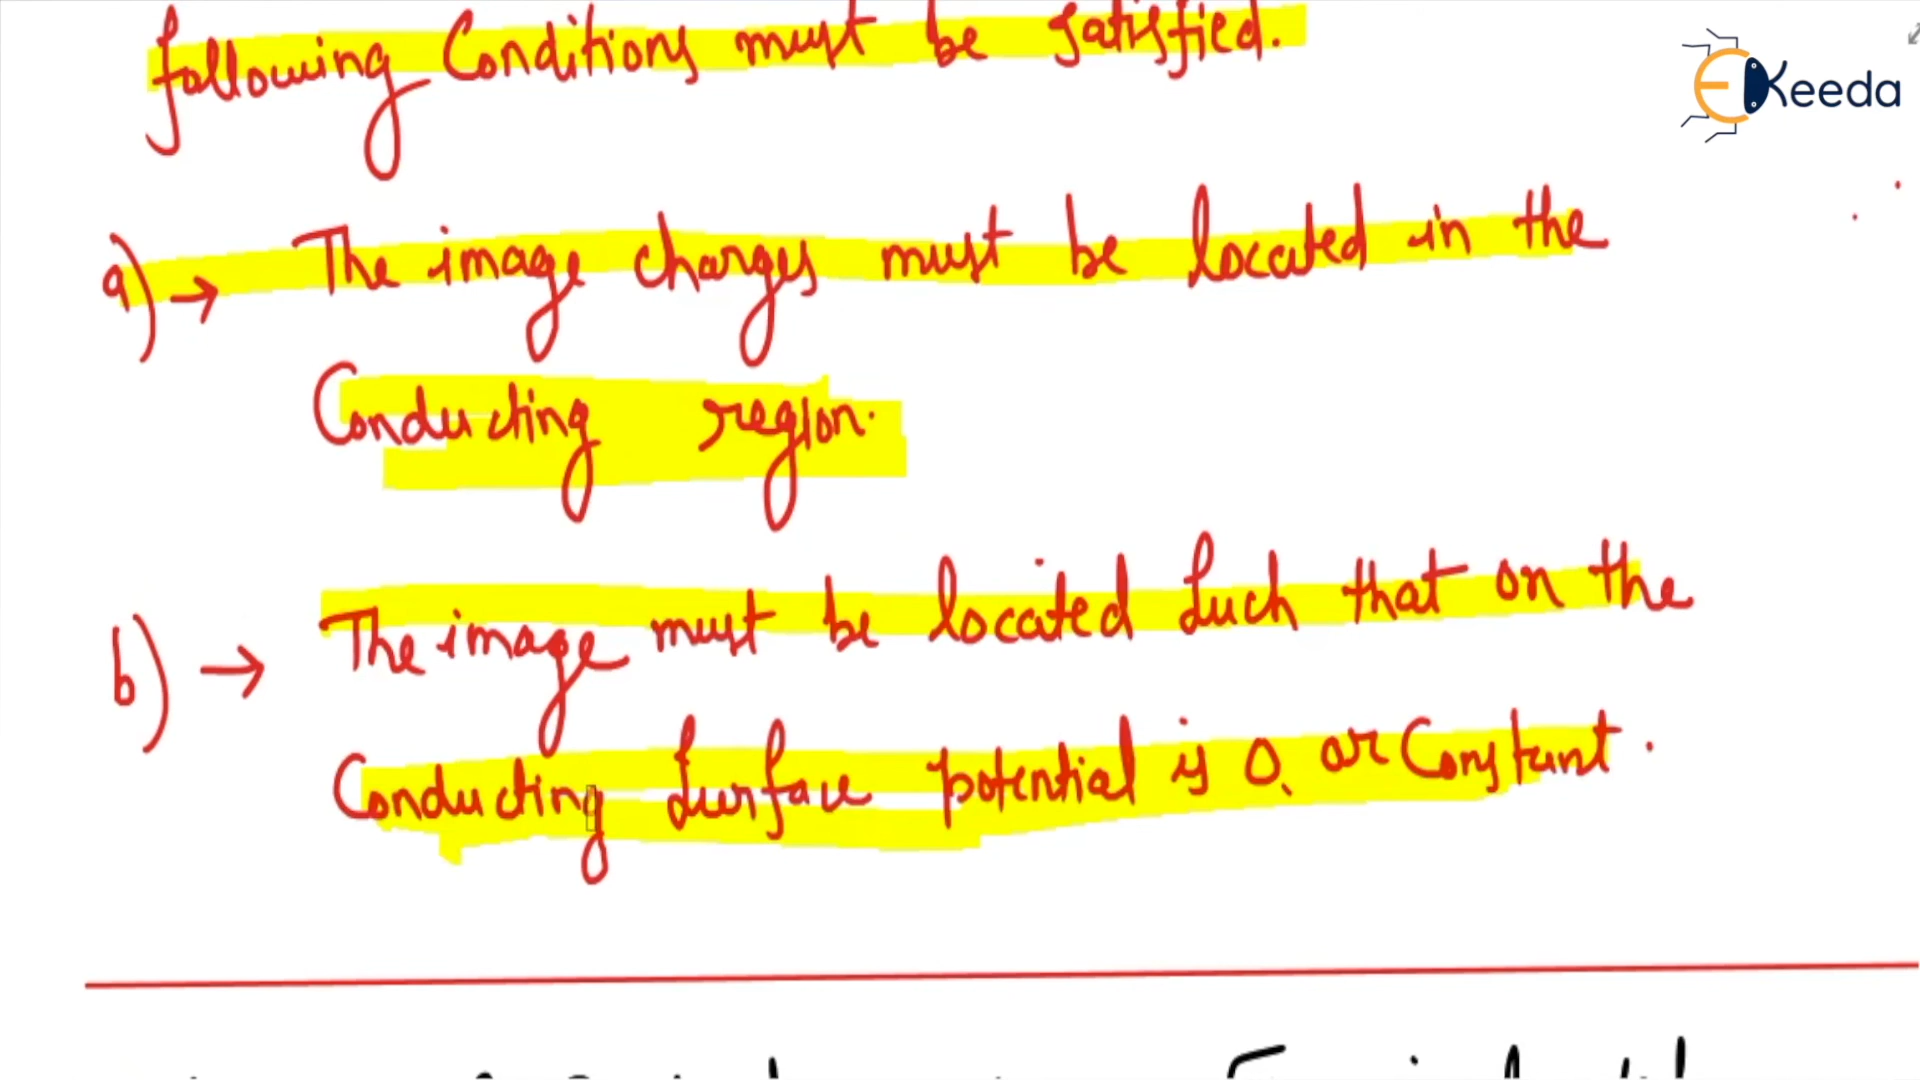 following Conditions must be satisfied.
EKeeda
a) → The image charges must be located in the
Conducting region.
b) → The image must be located such that on the
Conducting surface potential is 0 or Constant.